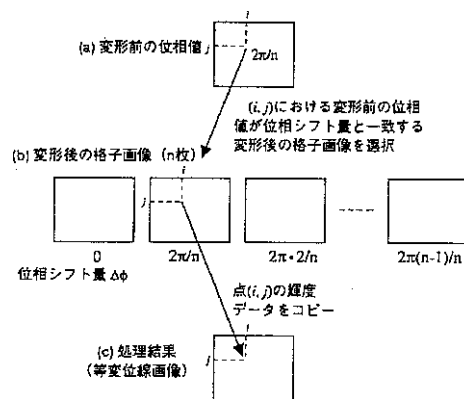 i
(a) 変形前の位相値
j
2π/n
(i, j)における変形前の位相
値が位相シフト量と一致する
変形後の格子画像を選択
(b) 変形後の格子画像（n枚）
i
j
0
2π/n
2π•2/n
2π(n-1)/n
位相シフト量 Δφ
点(i, j)の輝度
データをコピー
(c) 処理結果
（等変位線画像）
i
j